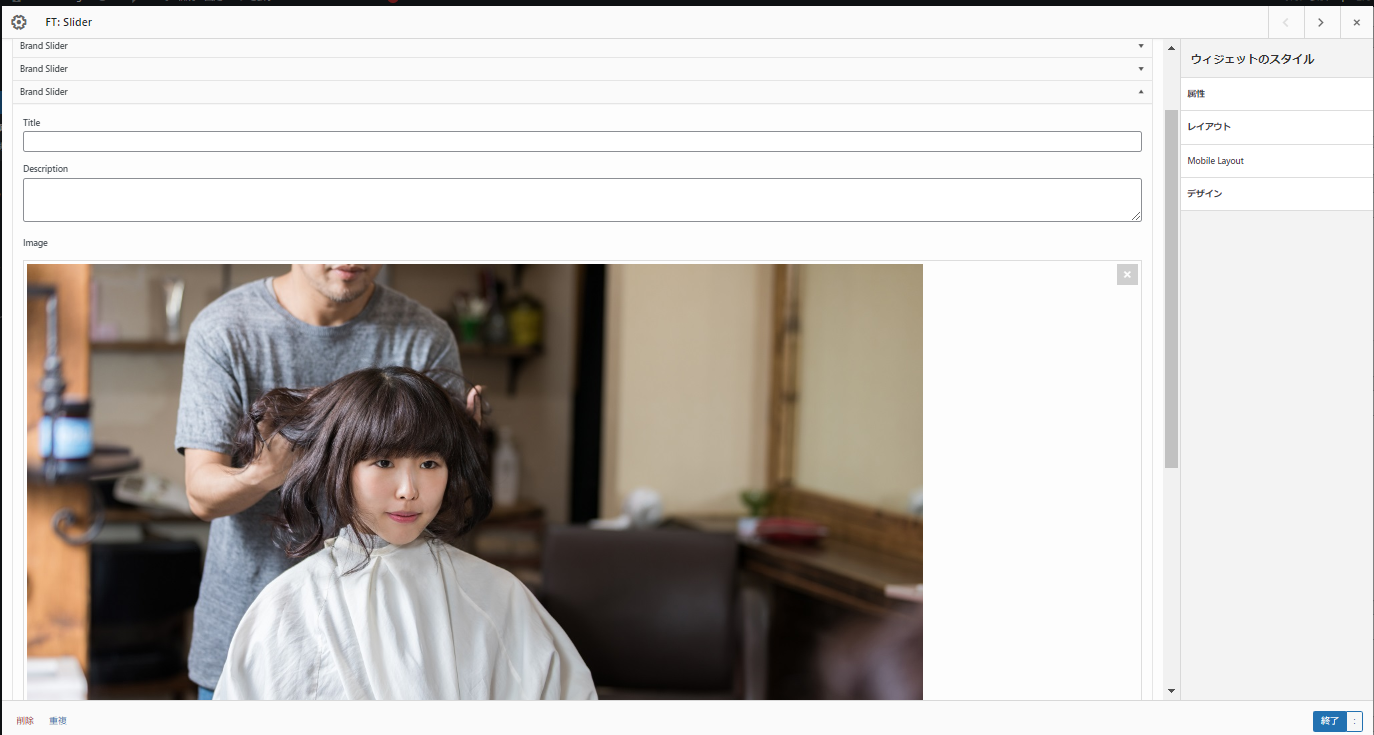 FT: Slider
Brand Slider
Brand Slider
Brand Slider
Title
Description
Image
ウィジェットのスタイル
属性
レイアウト
Mobile Layout
デザイン
削除
重複
終了